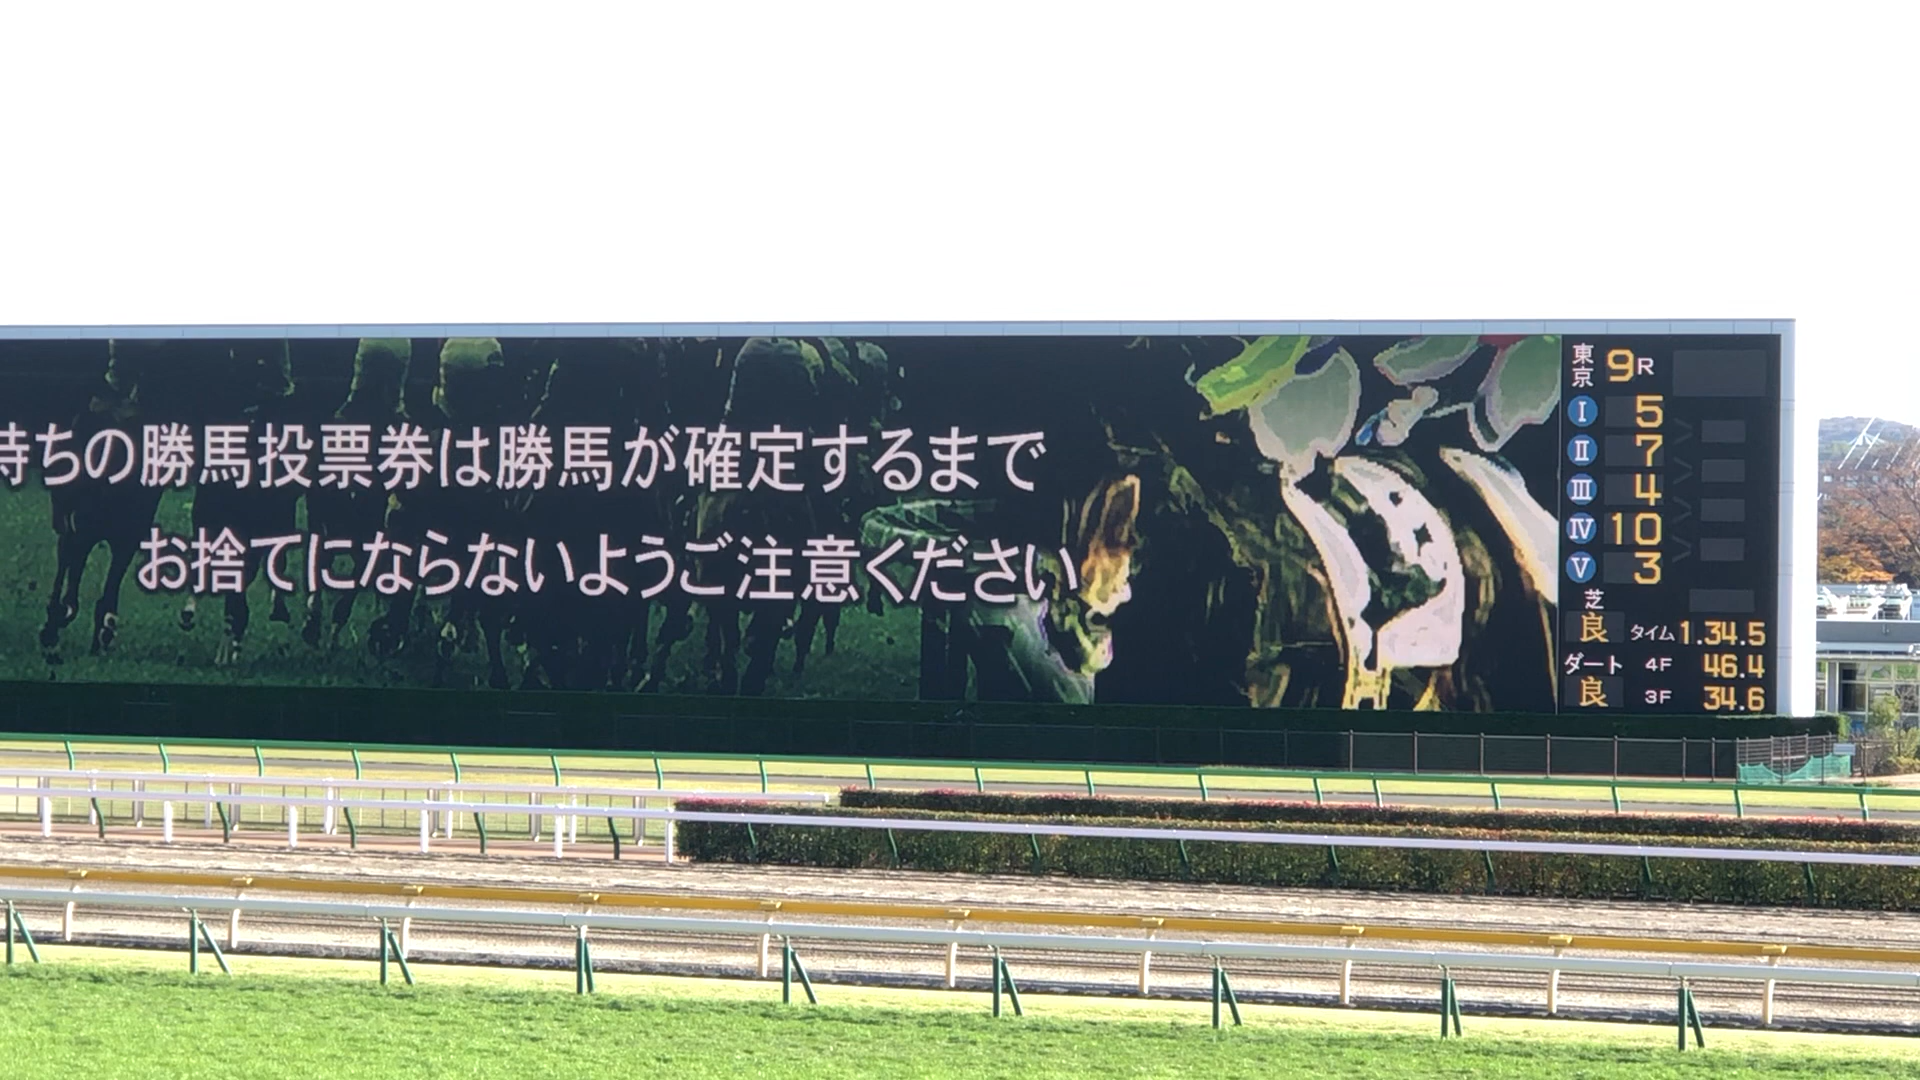 持ちの勝馬投票券は勝馬が確定するまで
お捨てにならないようご注意ください
東京 9R
Ⅰ 5
Ⅱ 7
Ⅲ 4
Ⅳ 10
Ⅴ 3
芝
良 タイム 1.34.5
ダート 4F 46.4
良 3F 34.6